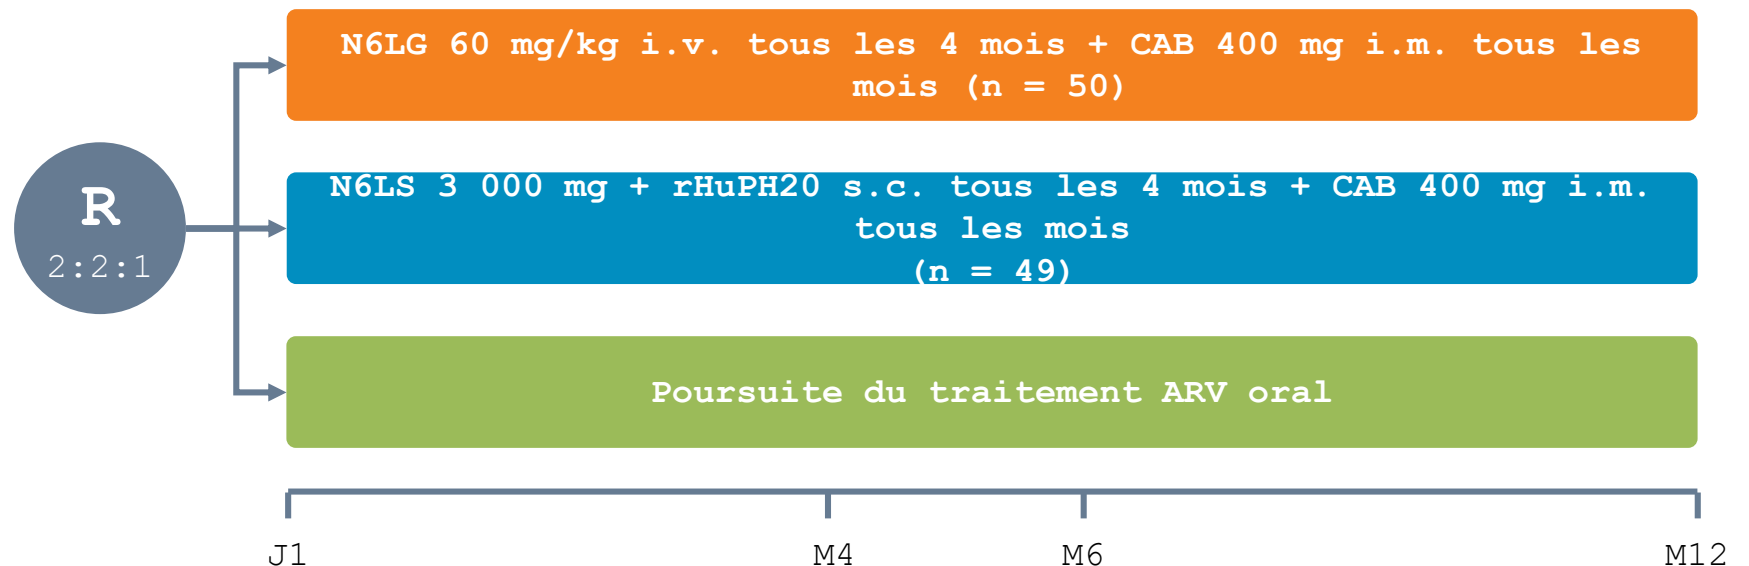 N6LG 60 mg/kg i.v. tous les 4 mois + CAB 400 mg i.m. tous les
mois (n = 50)
R
2:2:1
N6LS 3 000 mg + rHuPH20 s.c. tous les 4 mois + CAB 400 mg i.m.
tous les mois
(n = 49)
Poursuite du traitement ARV oral
J1 M4 M6 M12